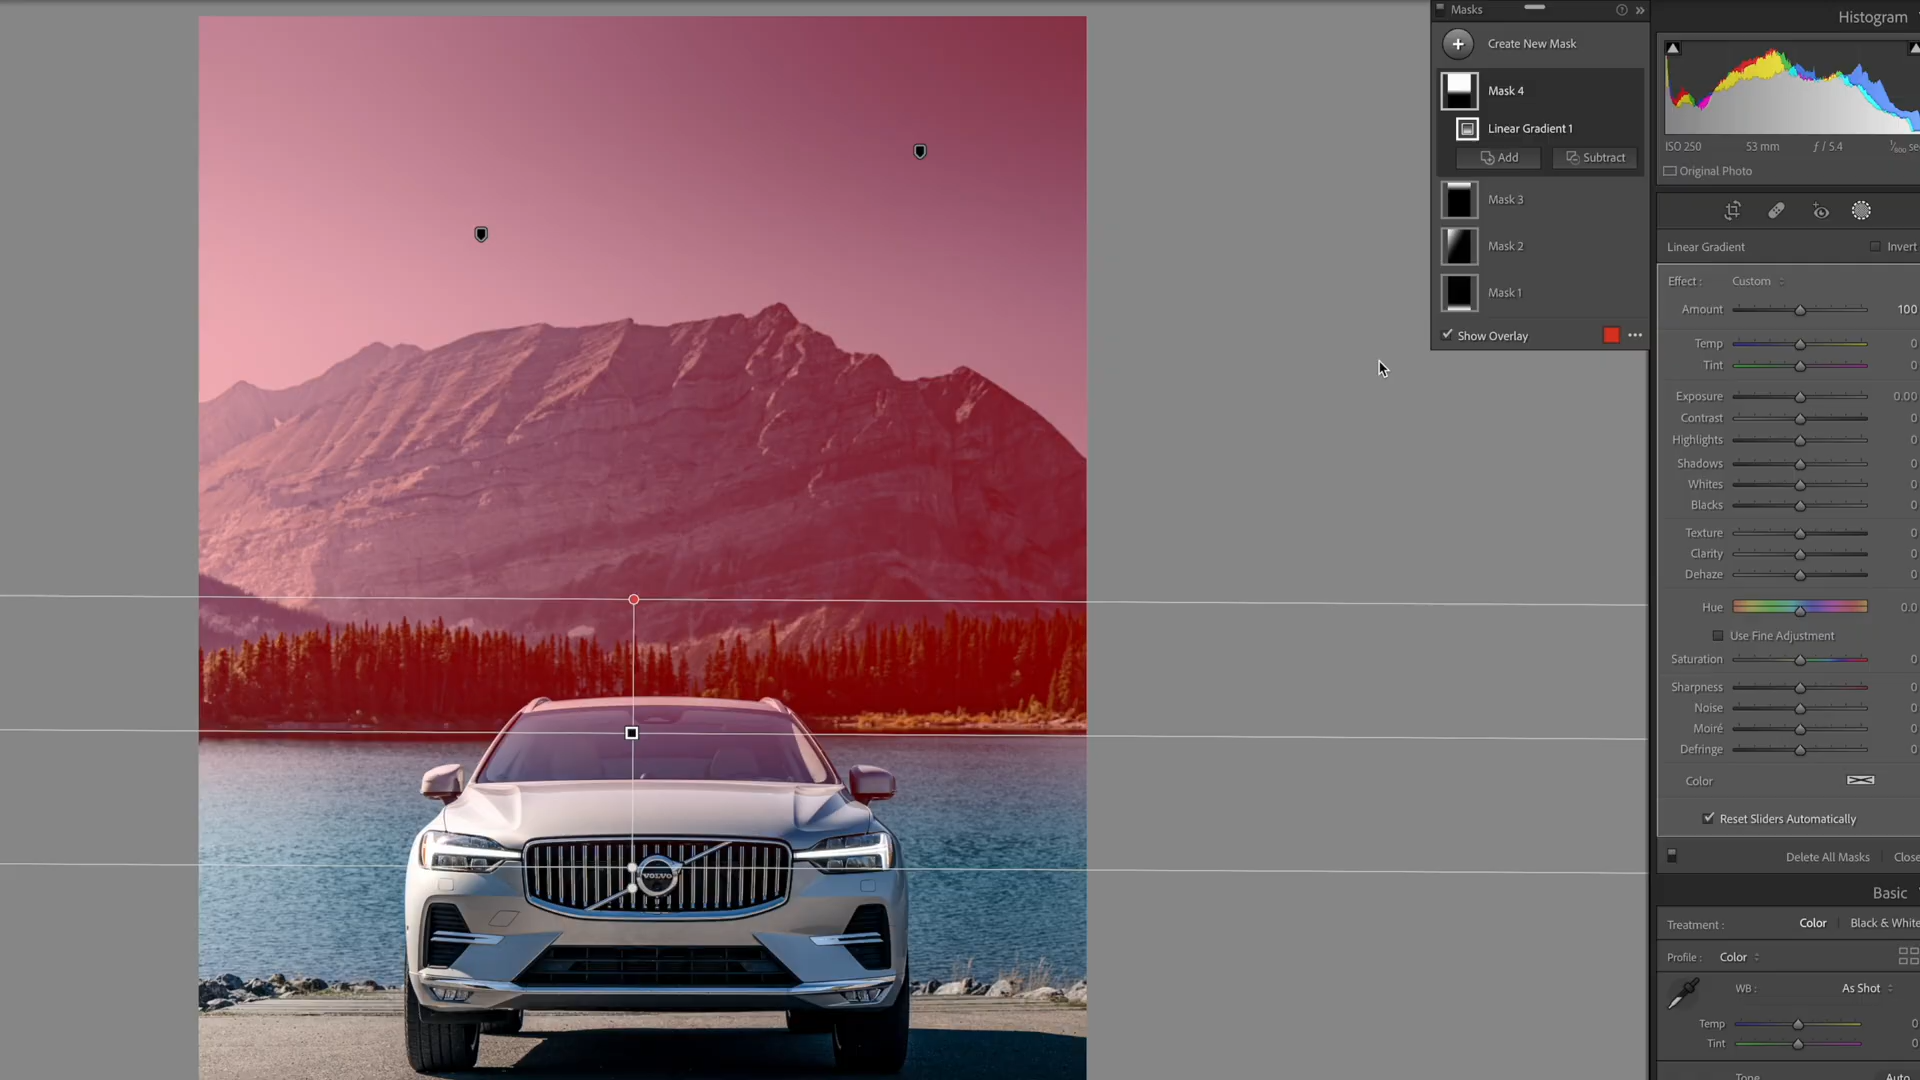 Masks
Create New Mask
Mask 4
Linear Gradient 1
Add
Subtract
Mask 3
Mask 2
Mask 1
Show Overlay
Histogram
ISO 250 53 mm ƒ / 5.4 1/800 sec
Original Photo
Linear Gradient Invert
Effect : Custom
Amount 100
Temp 0
Tint 0
Exposure 0.00
Contrast 0
Highlights 0
Shadows 0
Whites 0
Blacks 0
Texture 0
Clarity 0
Dehaze 0
Hue 0.0
Use Fine Adjustment
Saturation 0
Sharpness 0
Noise 0
Moiré 0
Defringe 0
Color
Reset Sliders Automatically
Delete All Masks Close
Basic
Treatment : Color Black & White
Profile : Color
WB : As Shot
Temp 0
Tint 0
Tone Auto
VOLVO